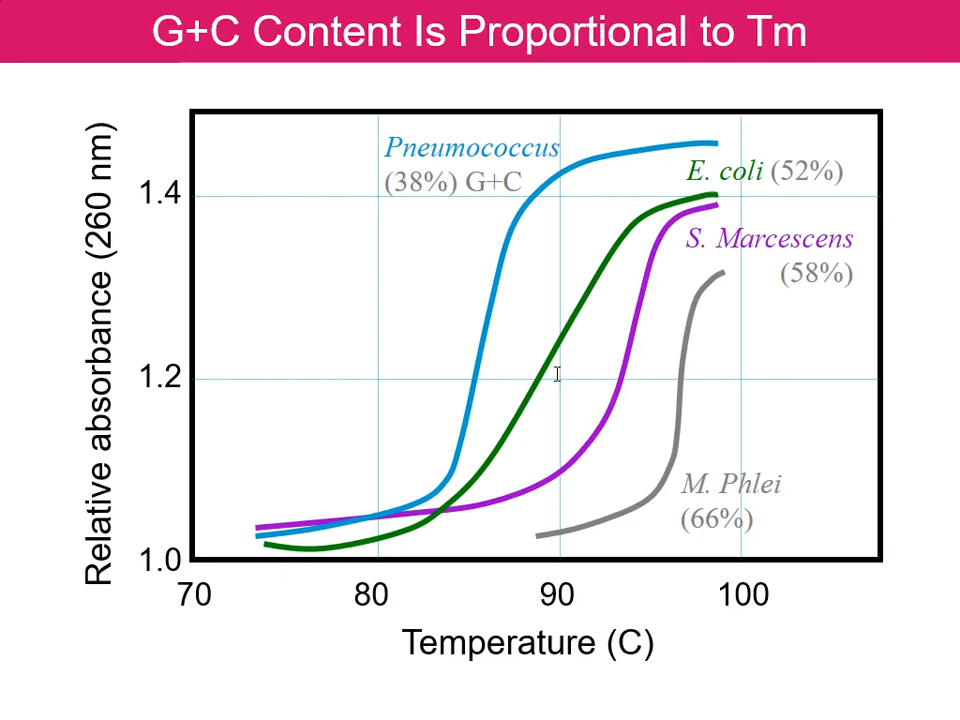 G+C Content Is Proportional to Tm
Relative absorbance (260 nm)
1.4
1.2
1.0
Pneumococcus
(38%) G+C
E. coli (52%)
S. Marcescens
(58%)
M. Phlei
(66%)
70 80 90 100
Temperature (C)